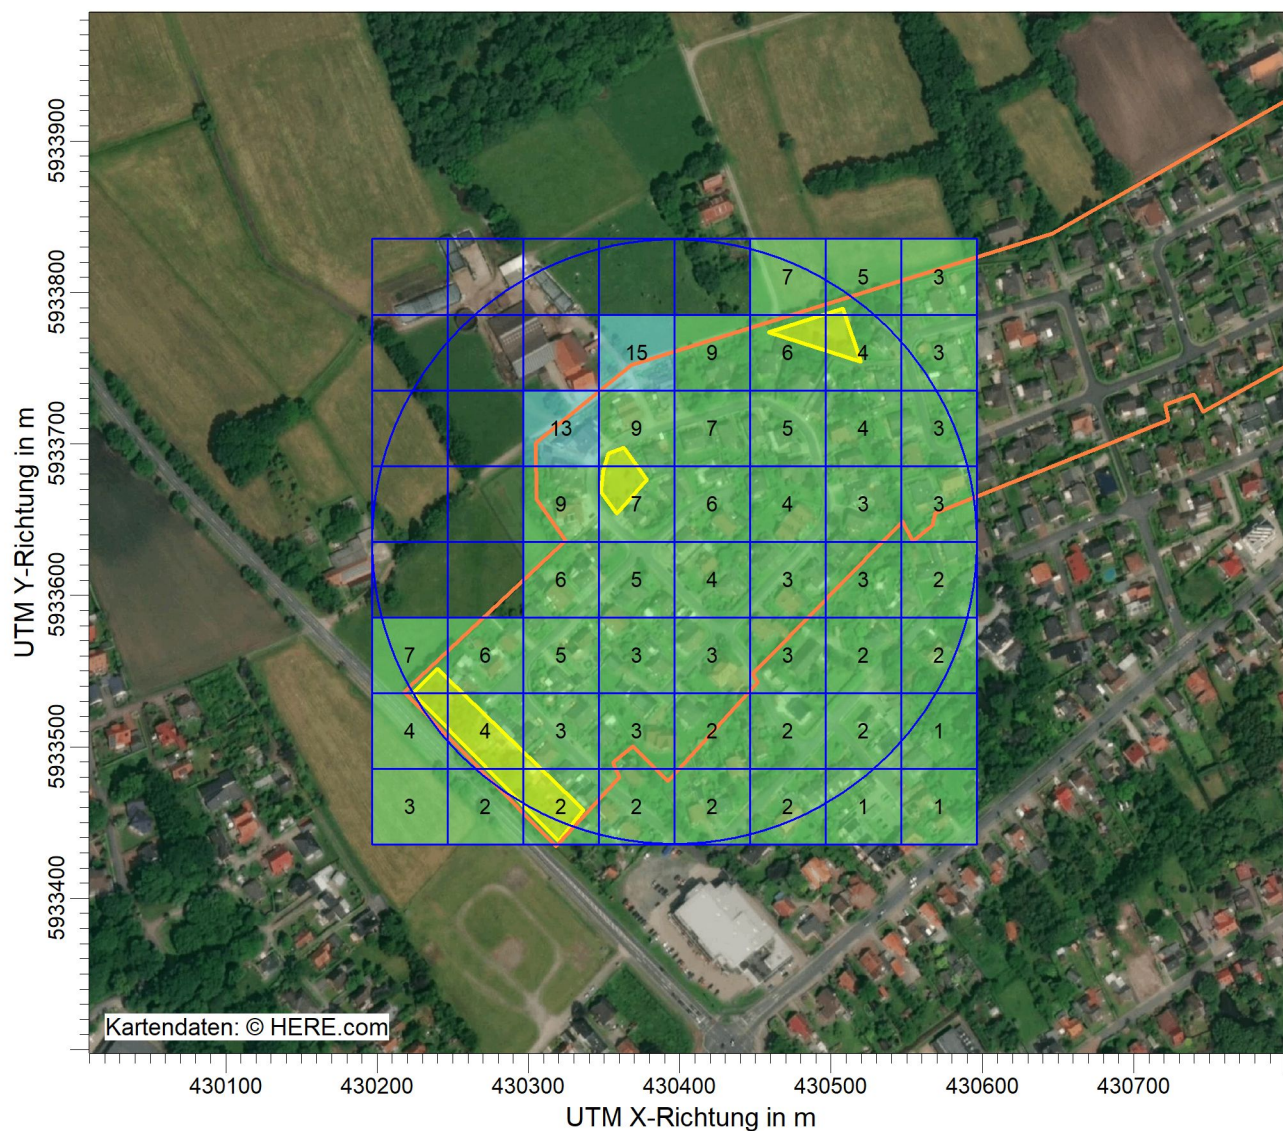 UTM Y-Richtung in m
5933900
5933800
5933700
5933600
5933500
5933400
7 5 3
15 9 6 4 3
13 9 7 5 4 3
9 7 6 4 3 3
6 5 4 3 3 2
7 6 5 3 3 3 2 2
4 4 3 3 2 2 2 1
3 2 2 2 2 2 1 1
Kartendaten: © HERE.com
430100 430200 430300 430400 430500 430600 430700
UTM X-Richtung in m